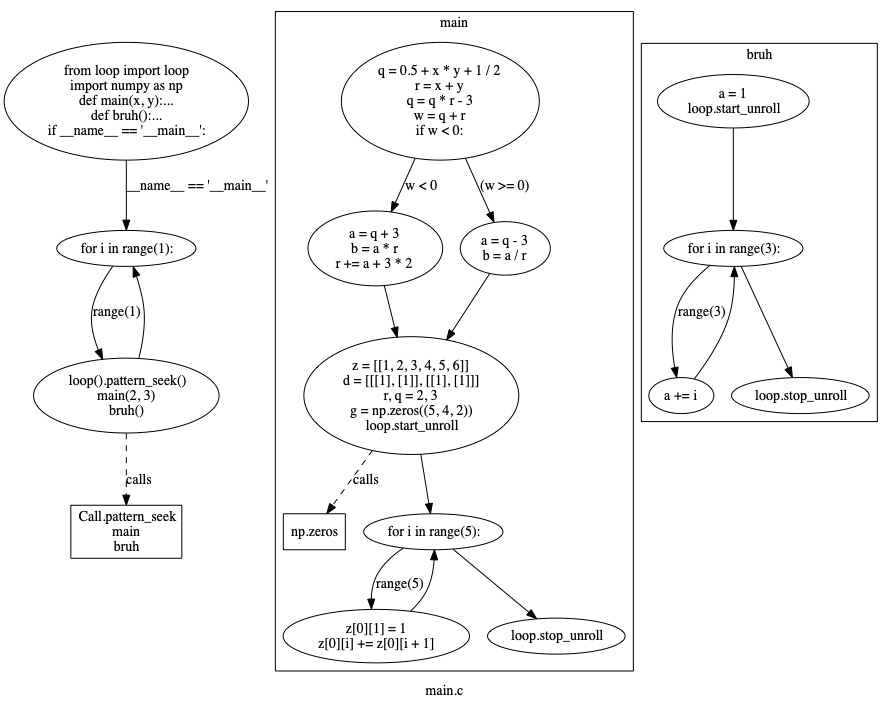 from loop import loop
import numpy as np
def main(x, y):...
def bruh():...
if __name__ == '__main__':
__name__ == '__main__'
for i in range(1):
range(1)
loop().pattern_seek()
main(2, 3)
bruh()
calls
Call.pattern_seek
main
bruh
main
q = 0.5 + x * y + 1 / 2
r = x + y
q = q * r - 3
w = q + r
if w < 0:
w < 0
(w >= 0)
a = q + 3
b = a * r
r += a + 3 * 2
a = q - 3
b = a / r
z = [[1, 2, 3, 4, 5, 6]]
d = [[[1], [1]], [[1], [1]]]
r, q = 2, 3
g = np.zeros((5, 4, 2))
loop.start_unroll
calls
np.zeros
for i in range(5):
range(5)
z[0][1] = 1
z[0][i] += z[0][i + 1]
loop.stop_unroll
bruh
a = 1
loop.start_unroll
for i in range(3):
range(3)
a += i
loop.stop_unroll
main.c